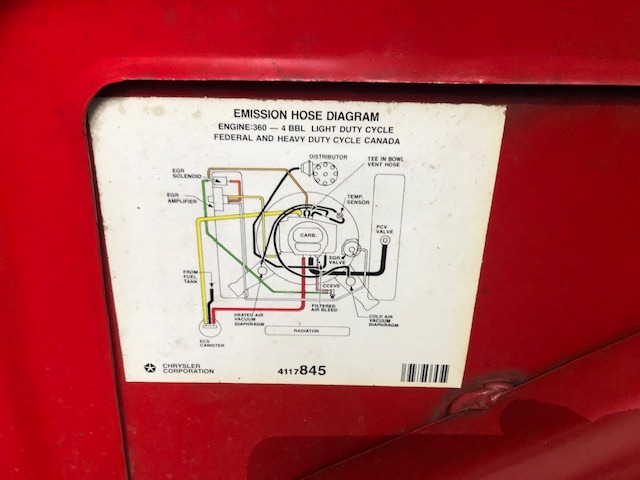 EMISSION HOSE DIAGRAM
ENGINE:360 — 4 BBL LIGHT DUTY CYCLE
FEDERAL AND HEAVY DUTY CYCLE CANADA
DISTRIBUTOR
TEE IN BOWL
VENT HOSE
EGR
SOLENOID
EGR
AMPLIFIER
TEMP.
SENSOR
CARB.
PCV
VALVE
EGR
VALVE
FROM
FUEL
TANK
CCEVS
FILTERED
AIR BLEED
HEATED AIR
VACUUM
DIAPHRAGM
COLD AIR
VACUUM
DIAPHRAGM
RADIATOR
ECS
CANISTER
CHRYSLER
CORPORATION
4117845